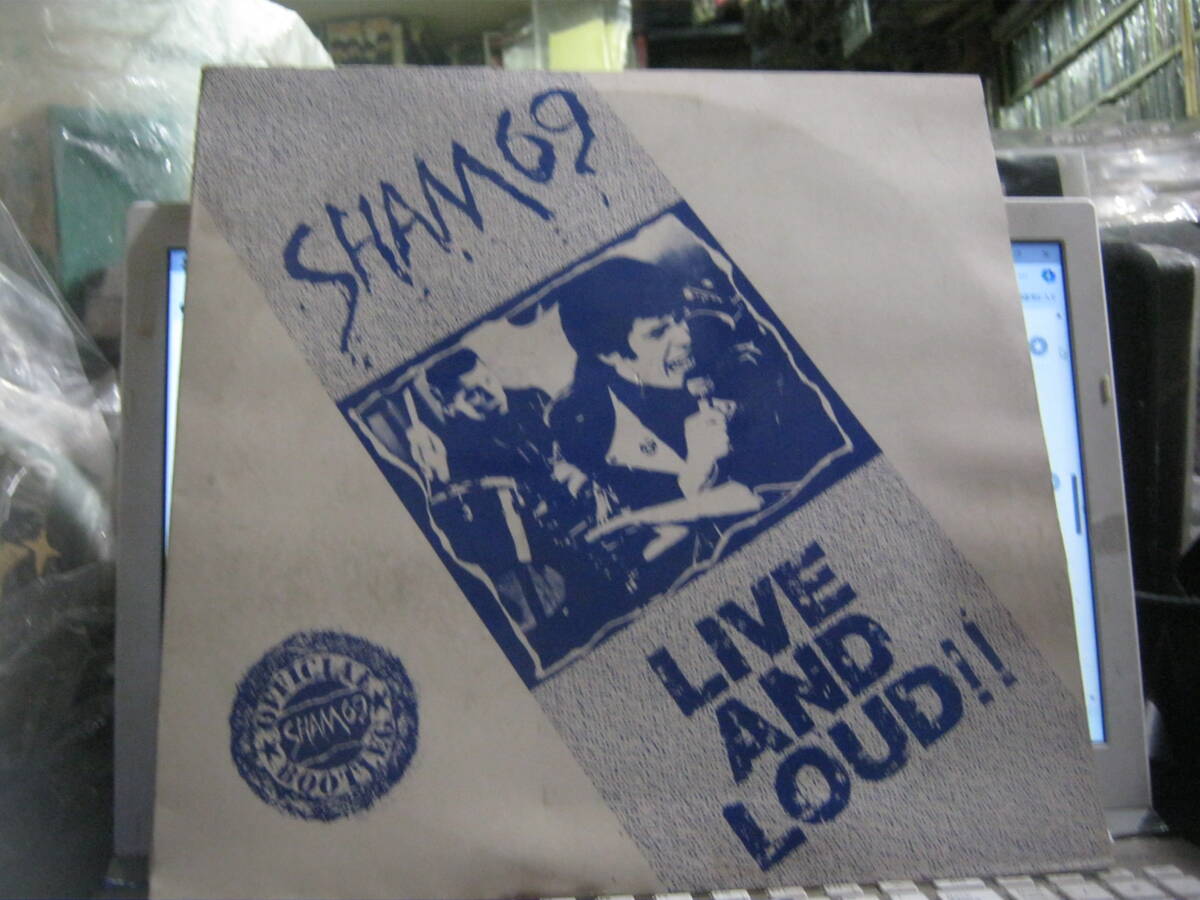 SHAM 69
LIVE
AND
LOUD!!
OFFICIAL
SHAM 69
BOOTLEG